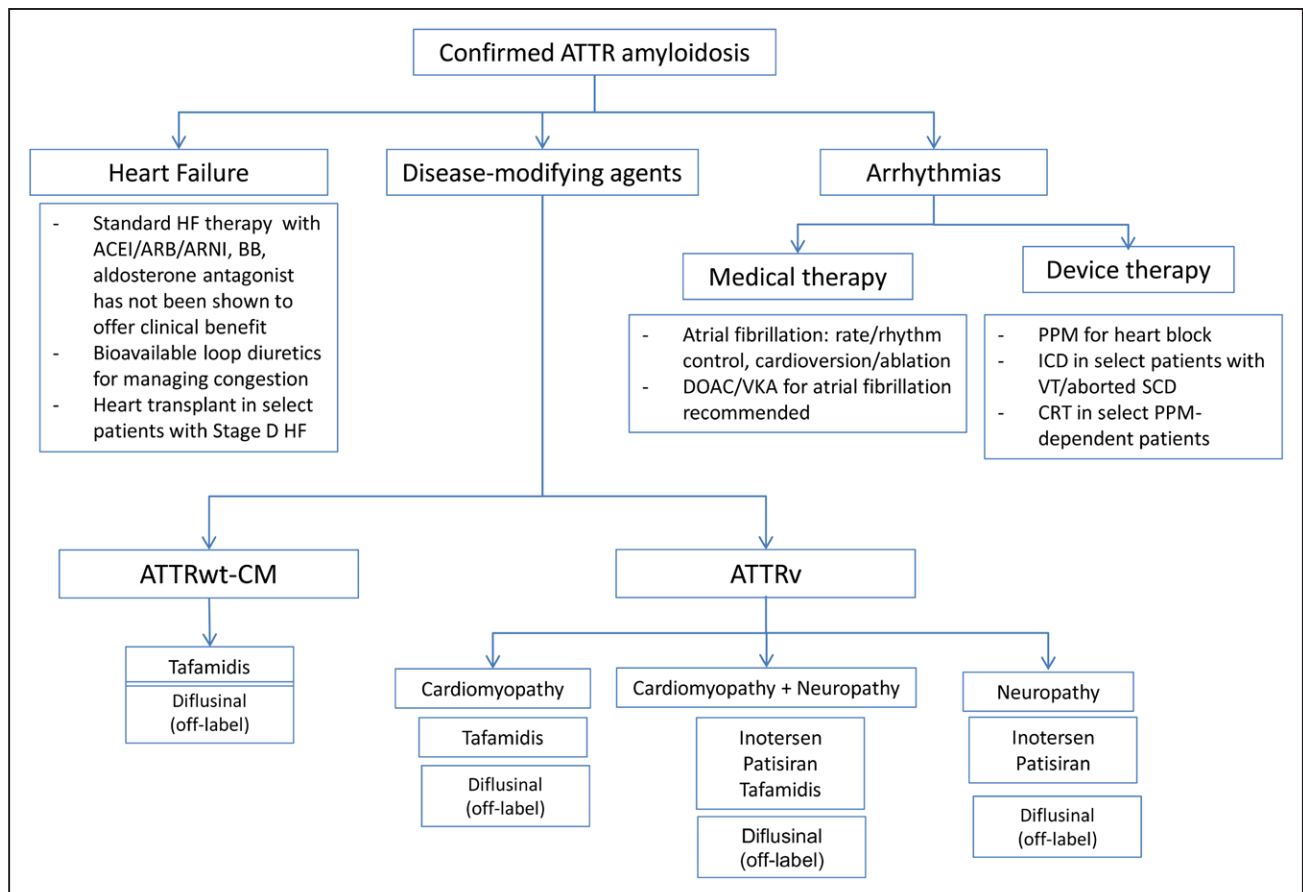 Confirmed ATTR amyloidosis
Heart Failure
- Standard HF therapy with
ACEI/ARB/ARNI, BB,
aldosterone antagonist
has not been shown to
offer clinical benefit
- Bioavailable loop diuretics
for managing congestion
- Heart transplant in select
patients with Stage D HF
Disease-modifying agents
Arrhythmias
Medical therapy
- Atrial fibrillation: rate/rhythm
control, cardioversion/ablation
- DOAC/VKA for atrial fibrillation
recommended
Device therapy
- PPM for heart block
- ICD in select patients with
VT/aborted SCD
- CRT in select PPM-
dependent patients
ATTRwt-CM
Tafamidis
Diflusinal
(off-label)
ATTRv
Cardiomyopathy
Tafamidis
Diflusinal
(off-label)
Cardiomyopathy + Neuropathy
Inotersen
Patisiran
Tafamidis
Diflusinal
(off-label)
Neuropathy
Inotersen
Patisiran
Diflusinal
(off-label)